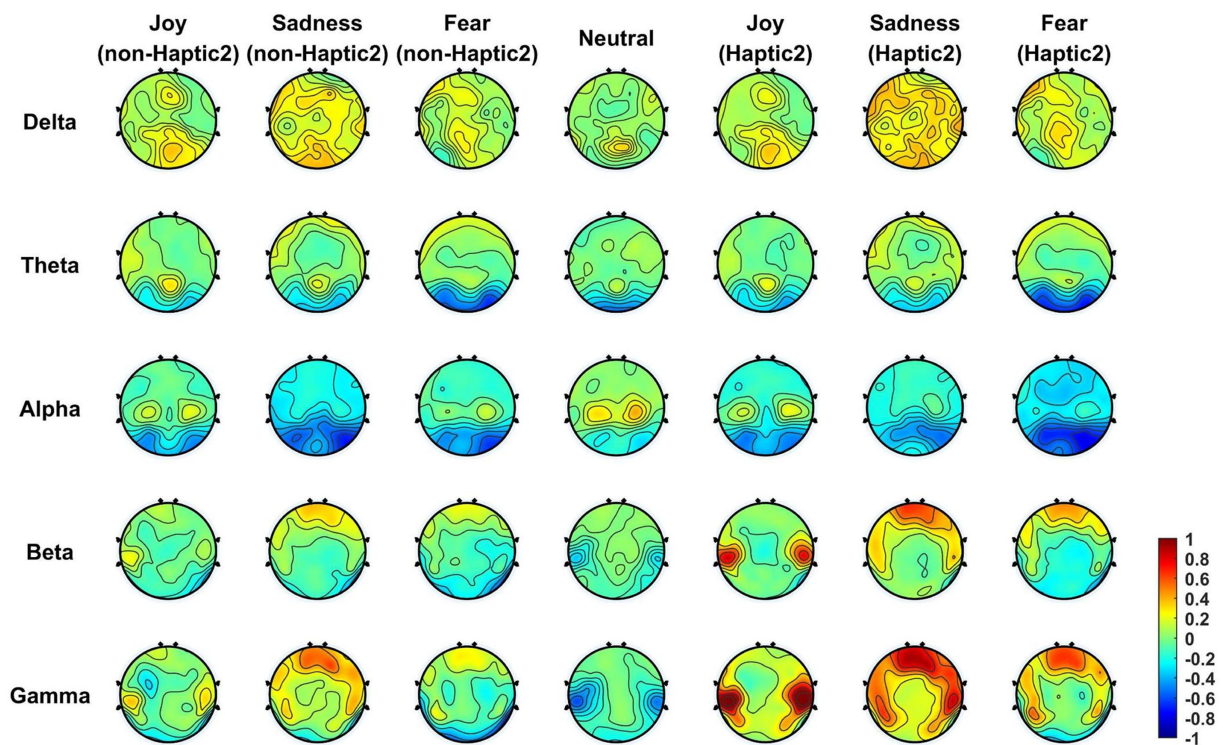 Joy Sadness Fear Neutral Joy Sadness Fear
(non-Haptic2) (non-Haptic2) (non-Haptic2) (Haptic2) (Haptic2) (Haptic2)
Delta
Theta
Alpha
Beta
Gamma
1
0.8
0.6
0.4
0.2
0
-0.2
-0.4
-0.6
-0.8
-1